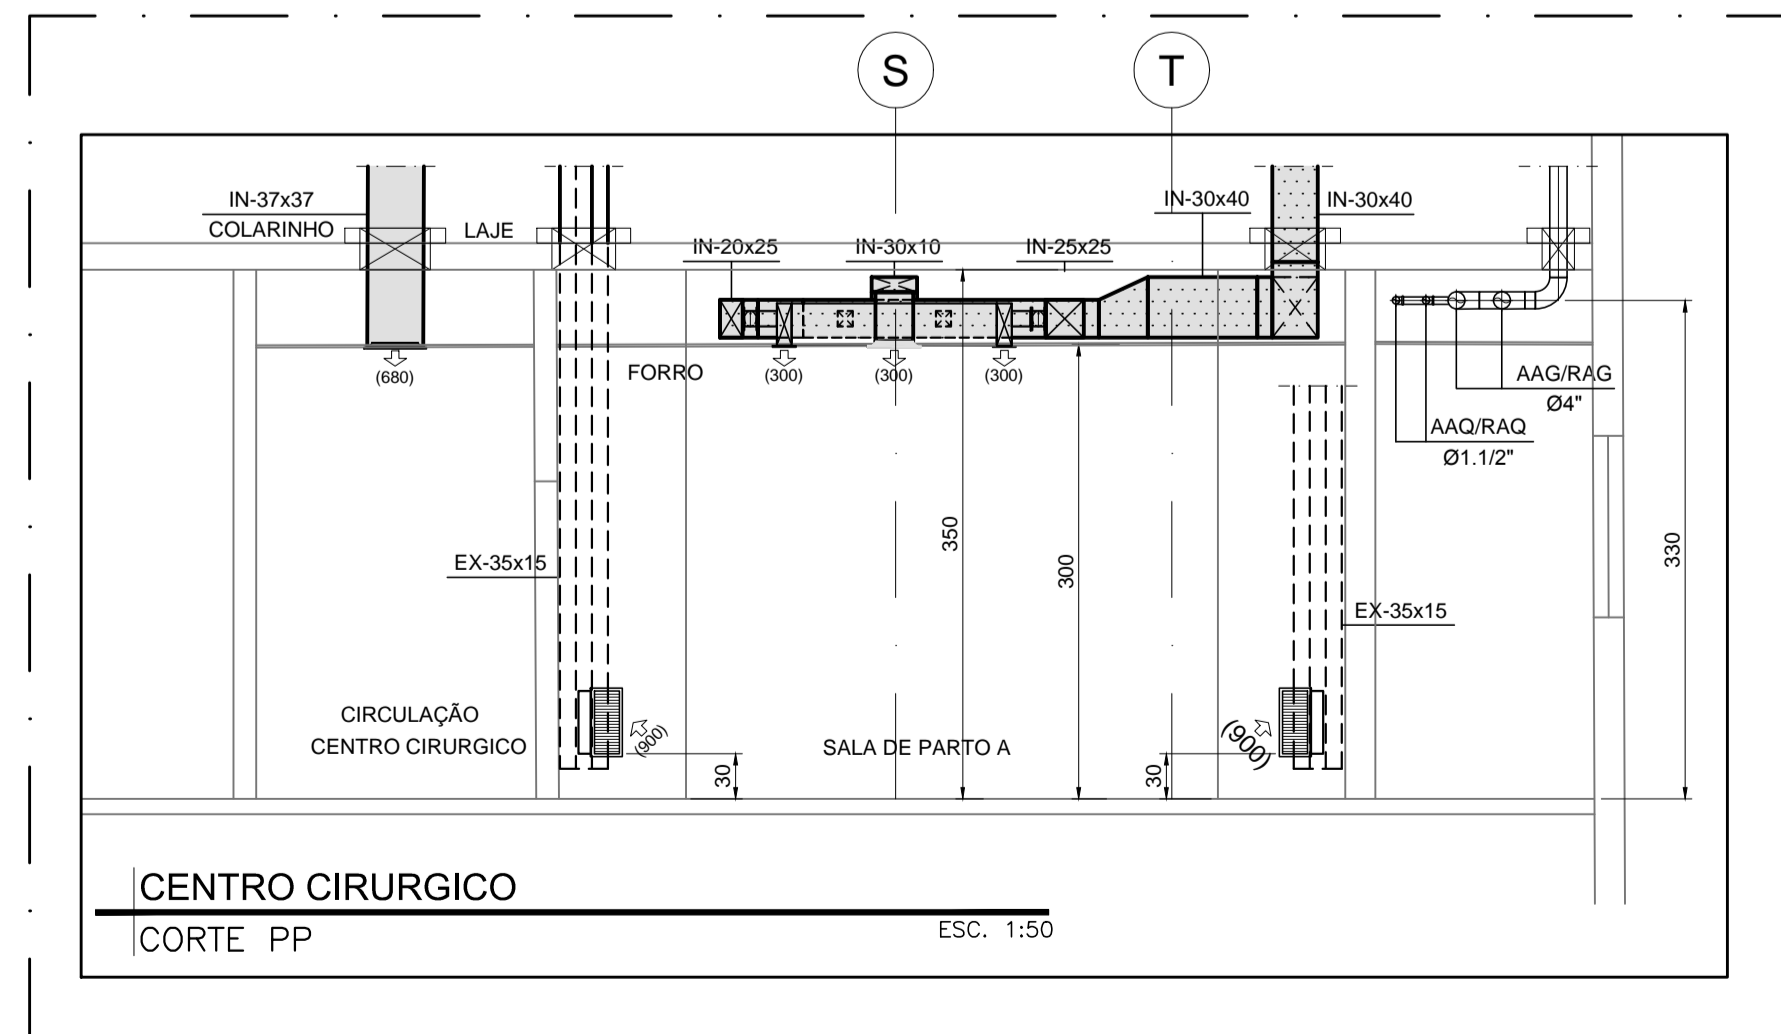 S
T
IN-37x37
COLARINHO
LAJE
IN-30x40
IN-30x40
IN-20x25
IN-30x10
IN-25x25
(680)
FORRO
(300)
(300)
(300)
AAG/RAG
Ø4"
AAQ/RAQ
Ø1.1/2"
350
300
330
EX-35x15
EX-35x15
CIRCULAÇÃO
CENTRO CIRURGICO
(900)
SALA DE PARTO A
(900)
30
30
CENTRO CIRURGICO
CORTE PP
ESC. 1:50